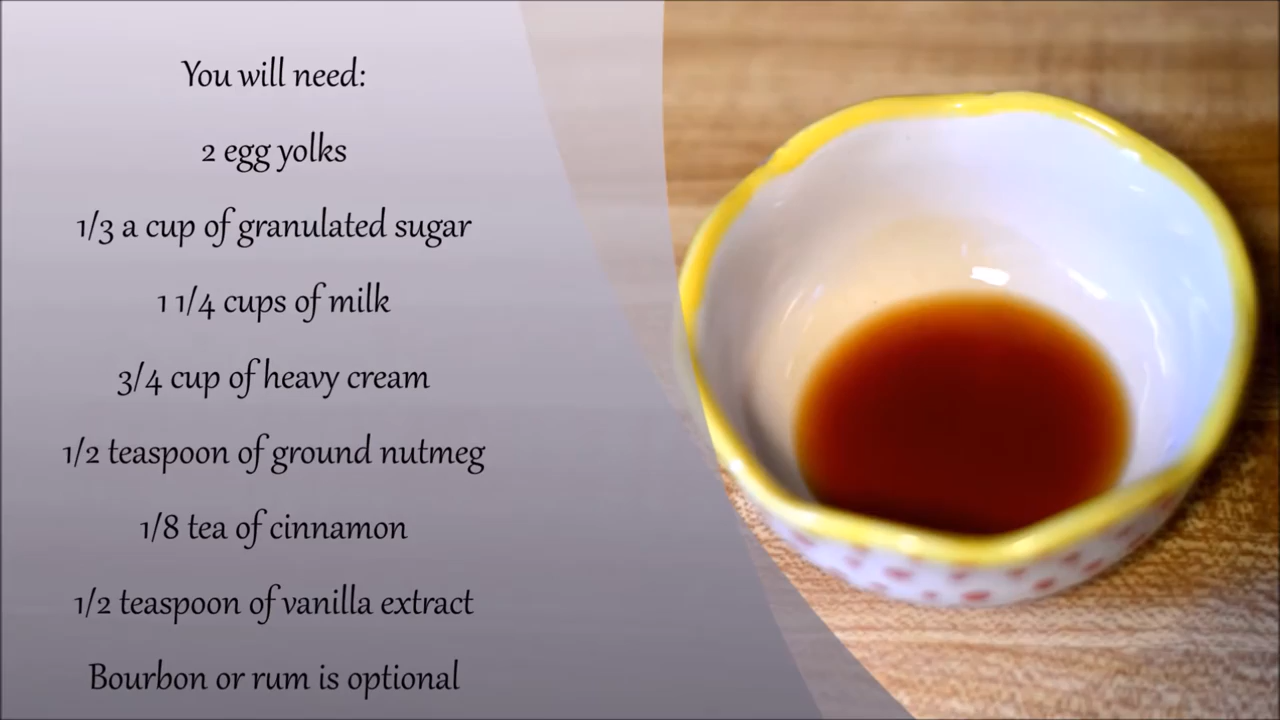 You will need:
2 egg yolks
1/3 a cup of granulated sugar
1 1/4 cups of milk
3/4 cup of heavy cream
1/2 teaspoon of ground nutmeg
1/8 tea of cinnamon
1/2 teaspoon of vanilla extract
Bourbon or rum is optional